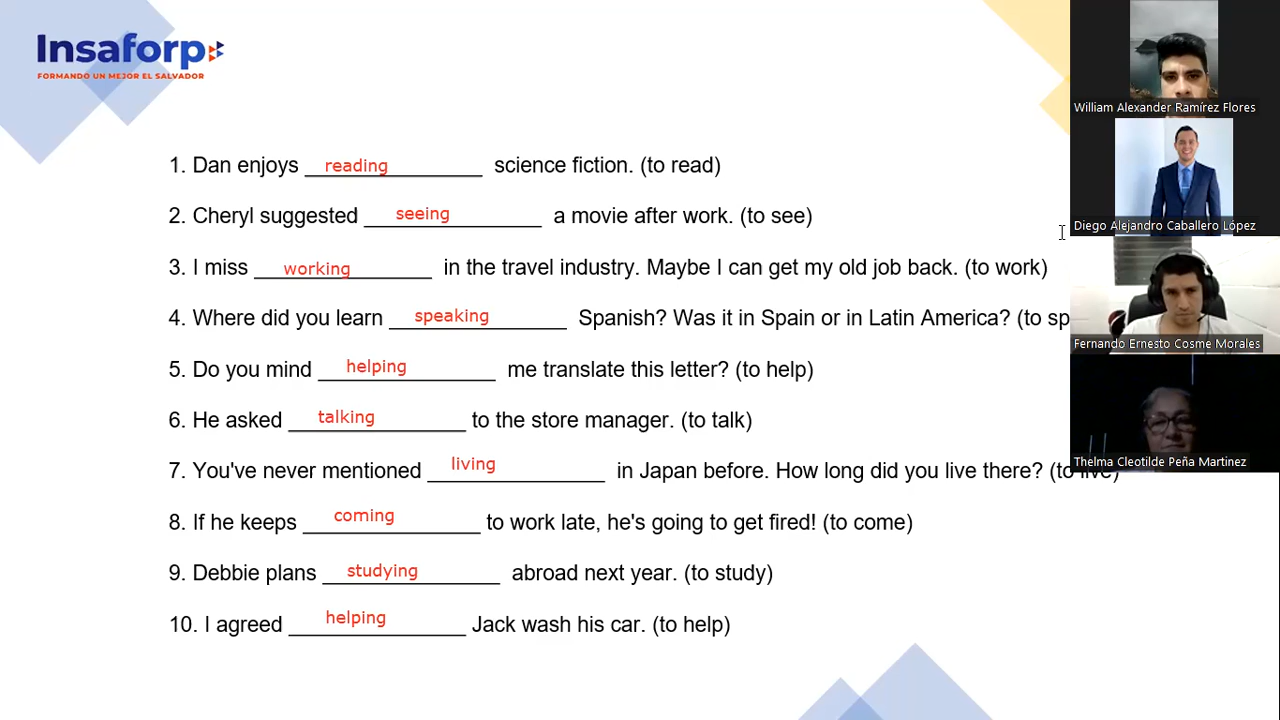 Insaforp
FORMANDO UN MEJOR EL SALVADOR
1. Dan enjoys reading science fiction. (to read)
2. Cheryl suggested seeing a movie after work. (to see)
3. I miss working in the travel industry. Maybe I can get my old job back. (to work)
4. Where did you learn speaking Spanish? Was it in Spain or in Latin America? (to sp
5. Do you mind helping me translate this letter? (to help)
6. He asked talking to the store manager. (to talk)
7. You've never mentioned living in Japan before. How long did you live there? (to live)
8. If he keeps coming to work late, he's going to get fired! (to come)
9. Debbie plans studying abroad next year. (to study)
10. I agreed helping Jack wash his car. (to help)
William Alexander Ramírez Flores
Diego Alejandro Caballero López
Fernando Ernesto Cosme Morales
Thelma Cleotilde Peña Martinez